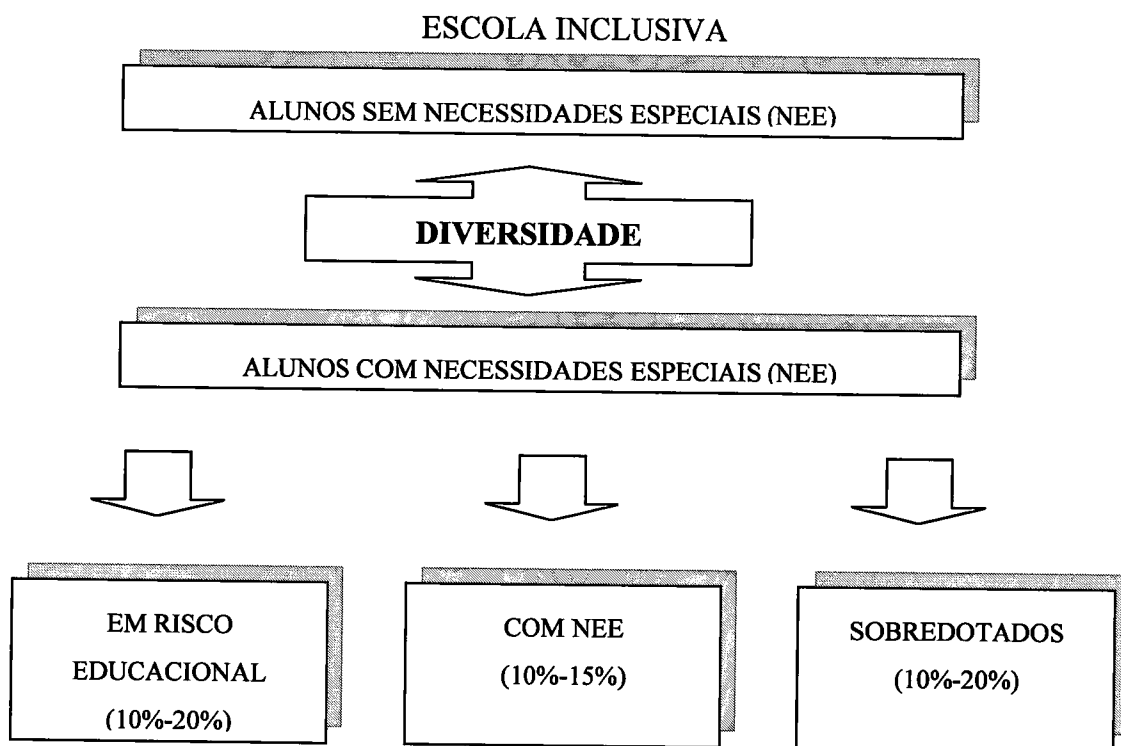 ESCOLA INCLUSIVA
ALUNOS SEM NECESSIDADES ESPECIAIS (NEE)
DIVERSIDADE
ALUNOS COM NECESSIDADES ESPECIAIS (NEE)
EM RISCO
EDUCACIONAL
(10%-20%)
COM NEE
(10%-15%)
SOBREDOTADOS
(10%-20%)